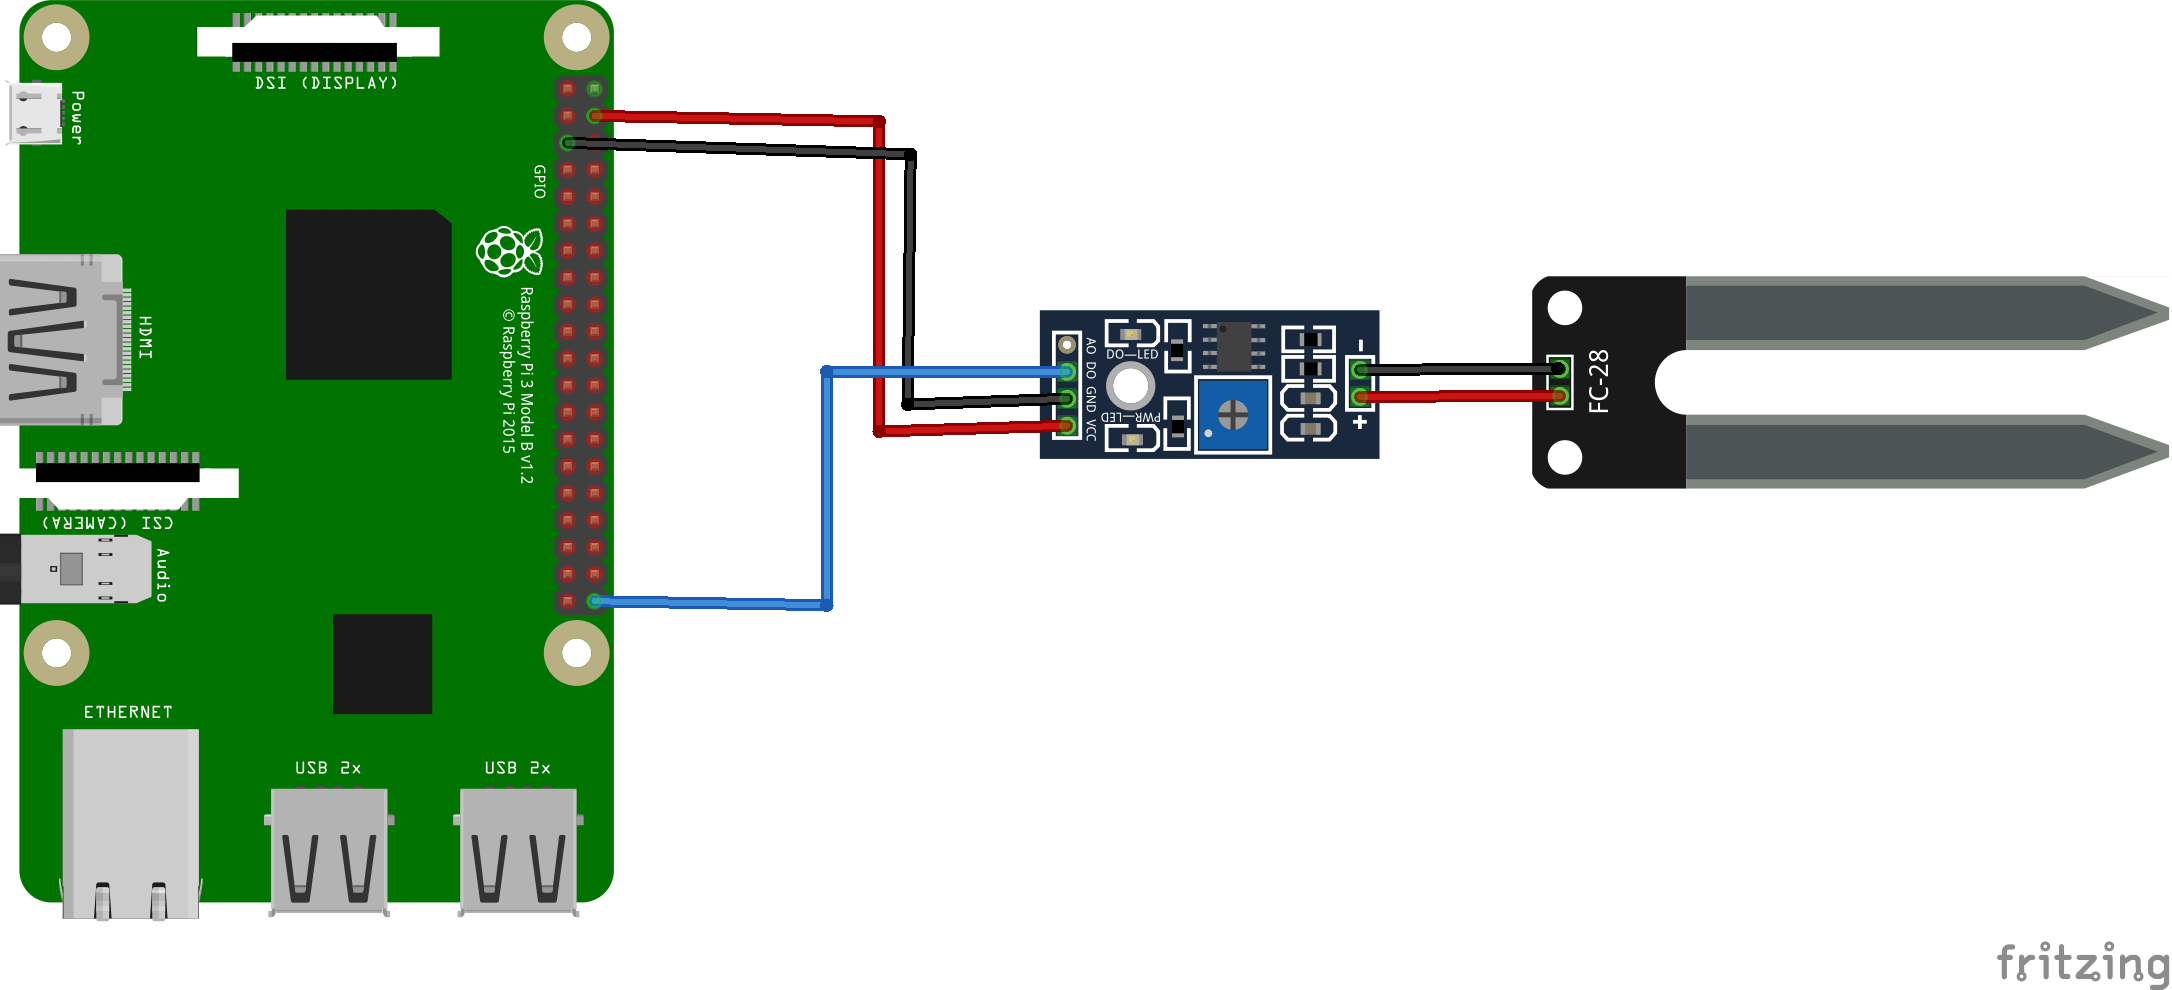 DSI (DISPLAY)
Power
GPIO
HDMI
Raspberry Pi 3 Model B v1.2
© Raspberry Pi 2015
CSI (CAMERA)
Audio
ETHERNET
USB 2x
USB 2x
AO DO GND VCC
DO-LED
PWR-LED
-
+
FC-28
fritzing